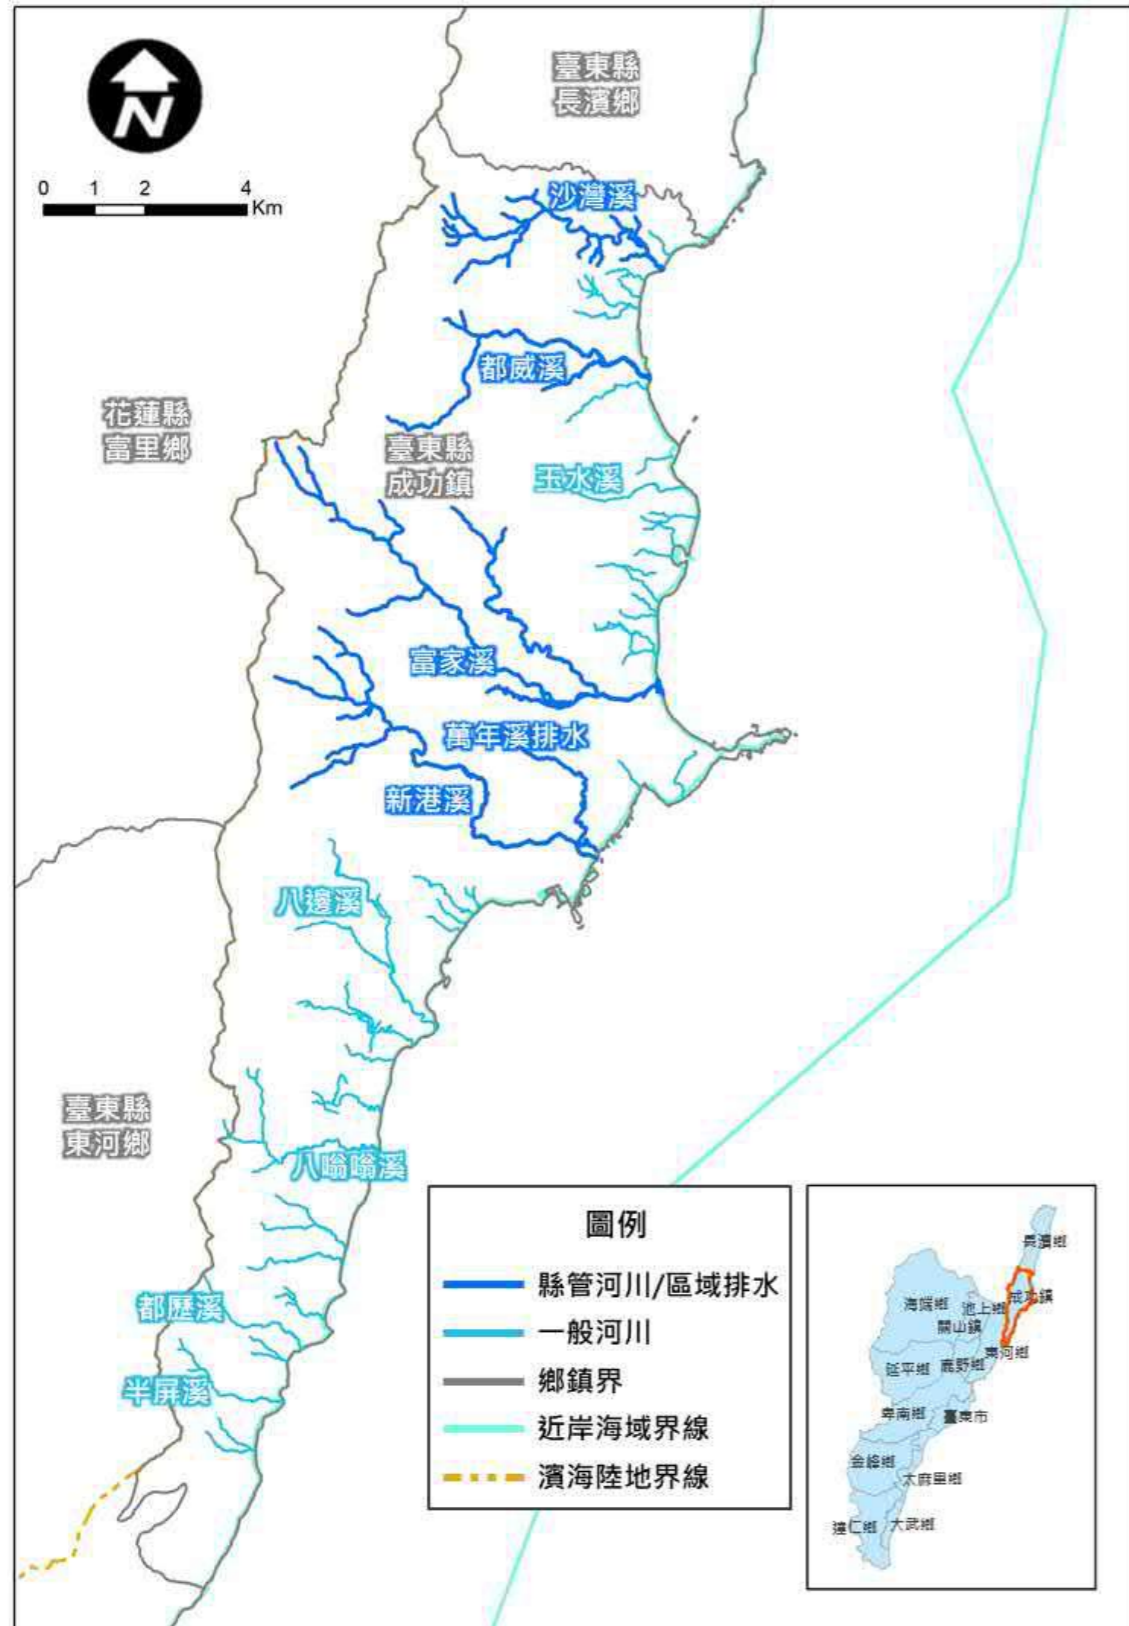 N
0 1 2 4
Km
臺東縣
長濱鄉
沙灣溪
都威溪
花蓮縣
富里鄉
臺東縣
成功鎮
玉水溪
富家溪
萬年溪排水
新港溪
八邊溪
臺東縣
東河鄉
八嗡嗡溪
都歷溪
半屏溪
圖例
縣管河川/區域排水
一般河川
鄉鎮界
近岸海域界線
濱海陸地界線
長濱鄉
成功鎮
海端鄉
池上鄉
關山鎮
東河鄉
延平鄉
鹿野鄉
卑南鄉
臺東市
金峰鄉
太麻里鄉
達仁鄉
大武鄉